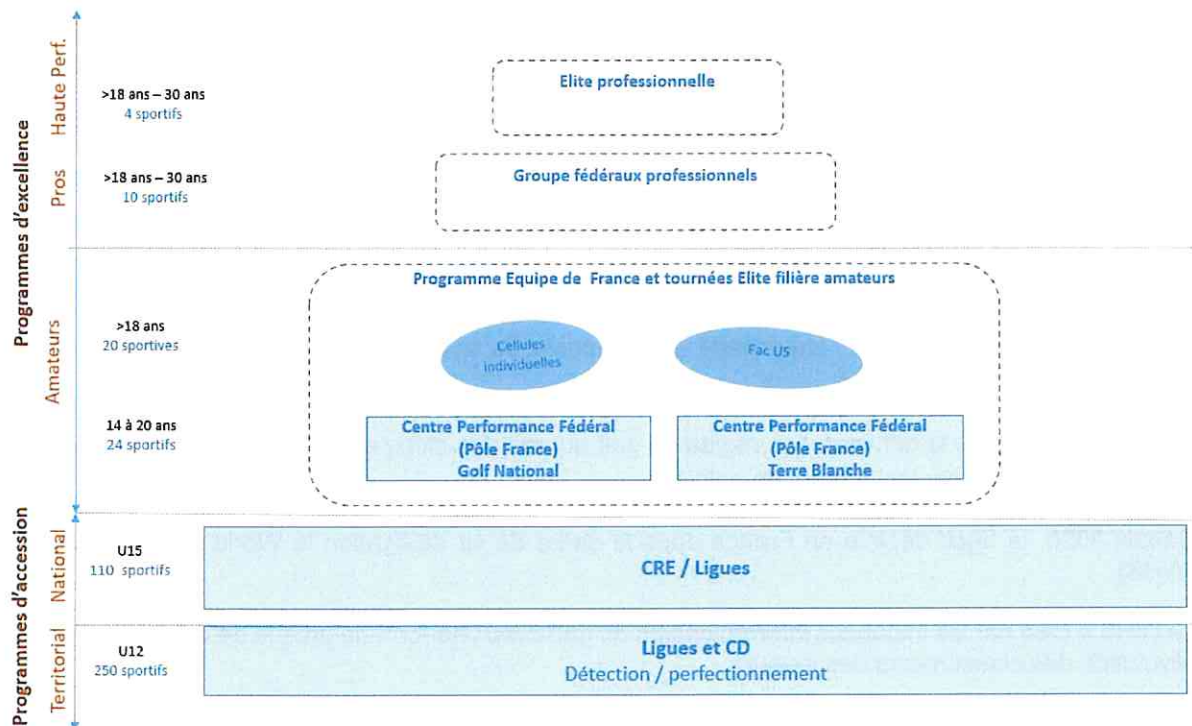 Programmes d'excellence
Haute Perf.
>18 ans – 30 ans
4 sportifs
Elite professionnelle
Pros
>18 ans – 30 ans
10 sportifs
Groupe fédéraux professionnels
Amateurs
Programme Equipe de France et tournées Elite filière amateurs
>18 ans
20 sportives
Cellules
individuelles
Fac US
14 à 20 ans
24 sportifs
Centre Performance Fédéral
(Pôle France)
Golf National
Centre Performance Fédéral
(Pôle France)
Terre Blanche
Programmes d'accession
National
U15
110 sportifs
CRE / Ligues
Territorial
U12
250 sportifs
Ligues et CD
Détection / perfectionnement